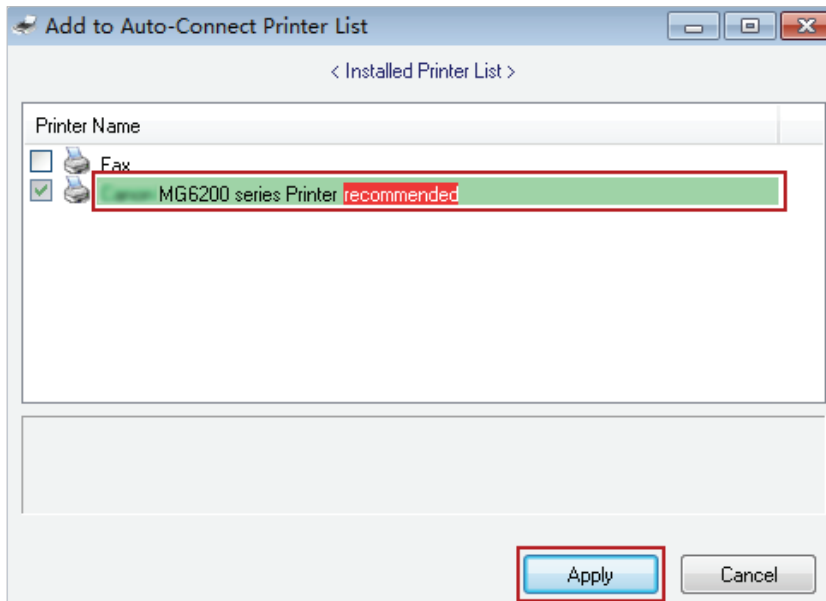 Add to Auto-Connect Printer List
< Installed Printer List >
Printer Name
Fax
MG6200 series Printer recommended
Apply
Cancel